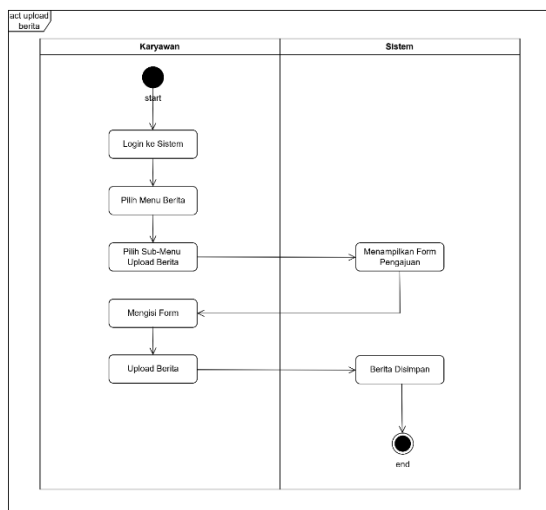 act upload
berita
Karyawan
Sistem
start
Login ke Sistem
Pilih Menu Berita
Pilih Sub-Menu
Upload Berita
Menampilkan Form
Pengajuan
Mengisi Form
Upload Berita
Berita Disimpan
end